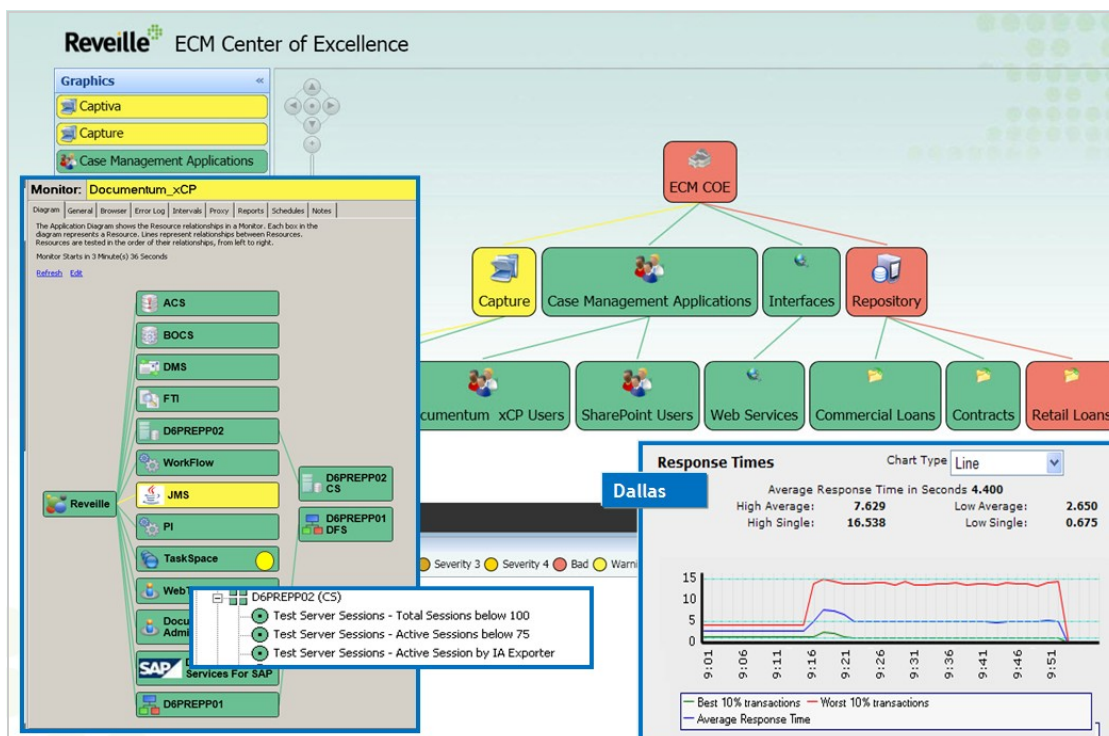 Reveille ECM Center of Excellence
Graphics
Captiva
Capture
Case Management Applications
ECM COE
Capture
Case Management Applications
Interfaces
Repository
xCP Users
SharePoint Users
Web Services
Commercial Loans
Contracts
Retail Loans
Monitor: Documentum_xCP
Diagram General Browser Error Log Intervals Proxy Reports Schedules Notes
The Application Diagram shows the Resource relationships in a Monitor. Each box in the
diagram represents a Resource. Lines represent relationships between Resources.
Resources are tested in the order of their relationships, from left to right.
Monitor Starts in 3 Minute(s) 36 Seconds
Refresh Edit
Reveille
ACS
BOCS
DMS
FTI
D6PREPP02
WorkFlow
JMS
PI
TaskSpace
SAP
Services For SAP
D6PREPP01
D6PREPP02
CS
D6PREPP01
DFS
D6PREPP02 (CS)
Test Server Sessions - Total Sessions below 100
Test Server Sessions - Active Sessions below 75
Test Server Sessions - Active Session by IA Exporter
Severity 3 Severity 4 Bad
Response Times
Chart Type Line
Dallas
Average Response Time in Seconds 4.400
High Average: 7.629 Low Average: 2.650
High Single: 16.538 Low Single: 0.675
15
10
5
0
9:01 9:06 9:11 9:16 9:21 9:26 9:31 9:36 9:41 9:46 9:51
Best 10% transactions Worst 10% transactions
Average Response Time